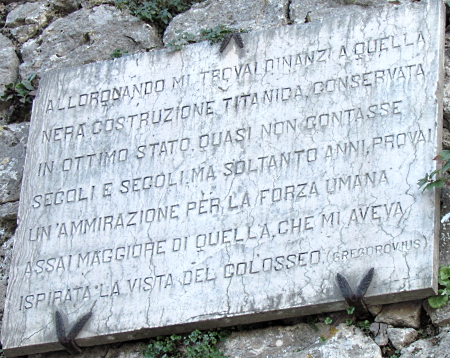 ALLORQUANDO MI TROVAI DINANZI A QUELLA
NERA COSTRUZIONE TITANICA, CONSERVATA
IN OTTIMO STATO, QUASI NON CONTASSE
SECOLI E SECOLI, MA SOLTANTO ANNI, PROVAI
UN'AMMIRAZIONE PER LA FORZA UMANA
ASSAI MAGGIORE DI QUELLA, CHE MI AVEVA
ISPIRATA LA VISTA DEL COLOSSEO. (GREGOROVIUS)